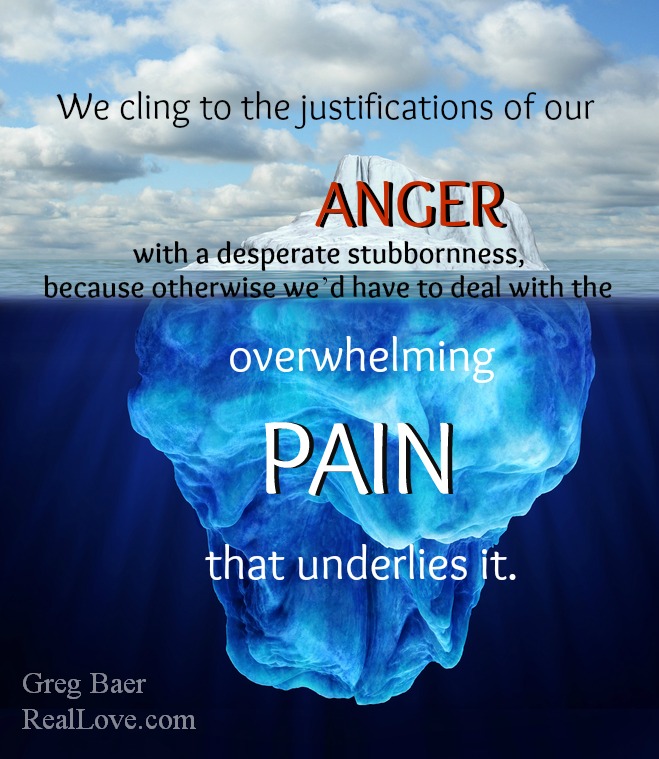 We cling to the justifications of our
ANGER
with a desperate stubbornness,
because otherwise we'd have to deal with the
overwhelming
PAIN
that underlies it.
Greg Baer
RealLove.com